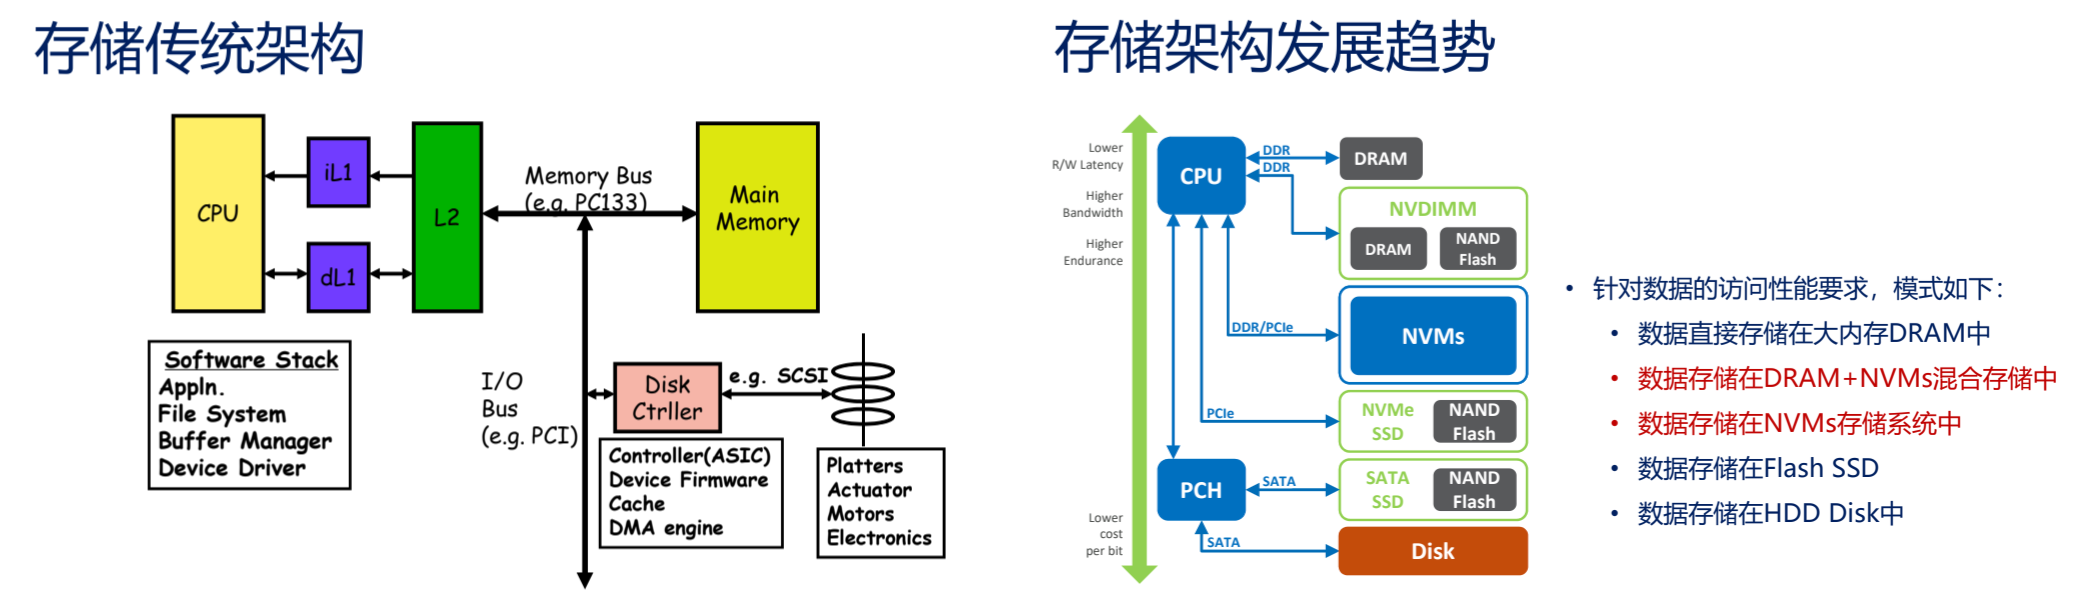 存储传统架构
CPU
iL1
dL1
L2
Memory Bus
(e.g. PC133)
Main
Memory
Software Stack
Appln.
File System
Buffer Manager
Device Driver
I/O
Bus
(e.g. PCI)
Disk
Ctrller
e.g. SCSI
Controller(ASIC)
Device Firmware
Cache
DMA engine
Platters
Actuator
Motors
Electronics
存储架构发展趋势
Lower
R/W Latency
Higher
Bandwidth
Higher
Endurance
Lower
cost
per bit
CPU
DDR
DDR
DRAM
NVDIMM
DRAM
NAND
Flash
DDR/PCIe
NVMs
PCIe
NVMe
SSD
NAND
Flash
PCH
SATA
SATA
SSD
NAND
Flash
SATA
Disk
• 针对数据的访问性能要求，模式如下：
• 数据直接存储在大内存DRAM中
• 数据存储在DRAM+NVMs混合存储中
• 数据存储在NVMs存储系统中
• 数据存储在Flash SSD
• 数据存储在HDD Disk中